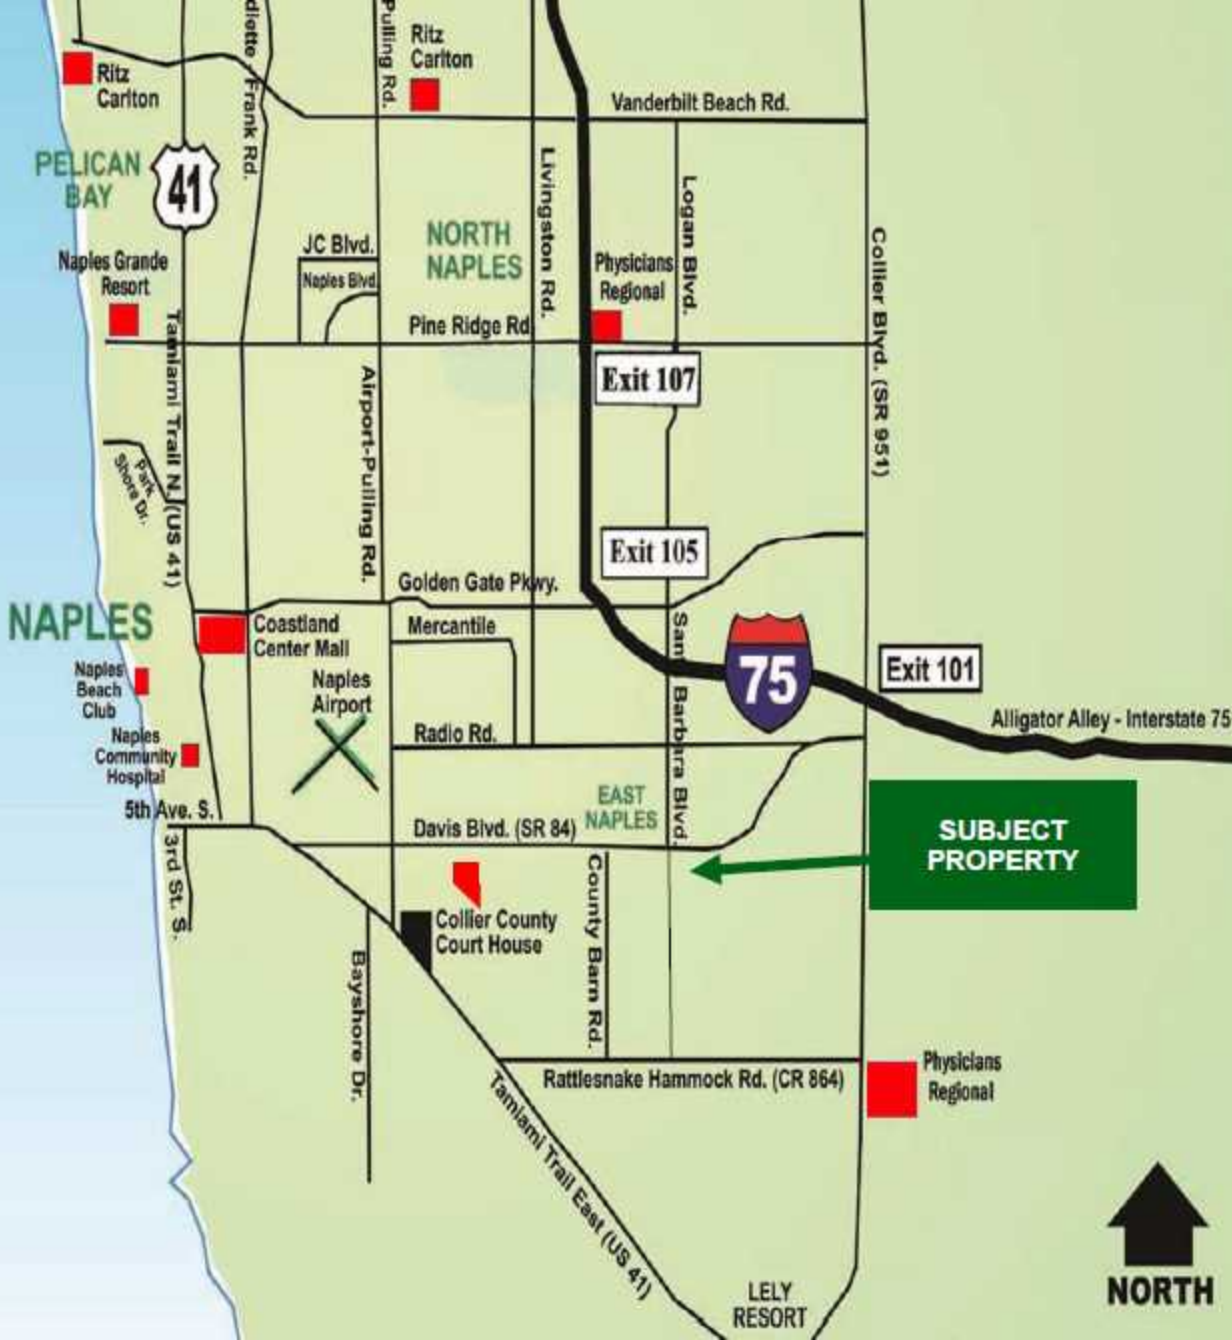 Ritz
Carlton
diette - Frank Rd.
Pulling Rd.
Ritz
Carlton
Vanderbilt Beach Rd.
PELICAN
BAY
41
Livingston Rd.
Logan Blvd.
NORTH
NAPLES
JC Blvd.
Naples Blvd.
Naples Grande
Resort
Physicians
Regional
Collier Blvd. (SR 951)
Pine Ridge Rd
Tamiami Trail N. (US 41)
Exit 107
Airport-Pulling Rd.
Park
Shore Dr.
Exit 105
Golden Gate Pkwy.
NAPLES
Coastland
Center Mall
Mercantile
Santa Barbara Blvd.
75
Exit 101
Naples
Beach
Club
Naples
Airport
Alligator Alley - Interstate 75
Naples
Community
Hospital
Radio Rd.
5th Ave. S.
EAST
NAPLES
Davis Blvd. (SR 84)
SUBJECT
PROPERTY
3rd St. S.
County Barn Rd.
Collier County
Court House
Bayshore Dr.
Rattlesnake Hammock Rd. (CR 864)
Physicians
Regional
Tamiami Trail East (US 41)
LELY
RESORT
NORTH